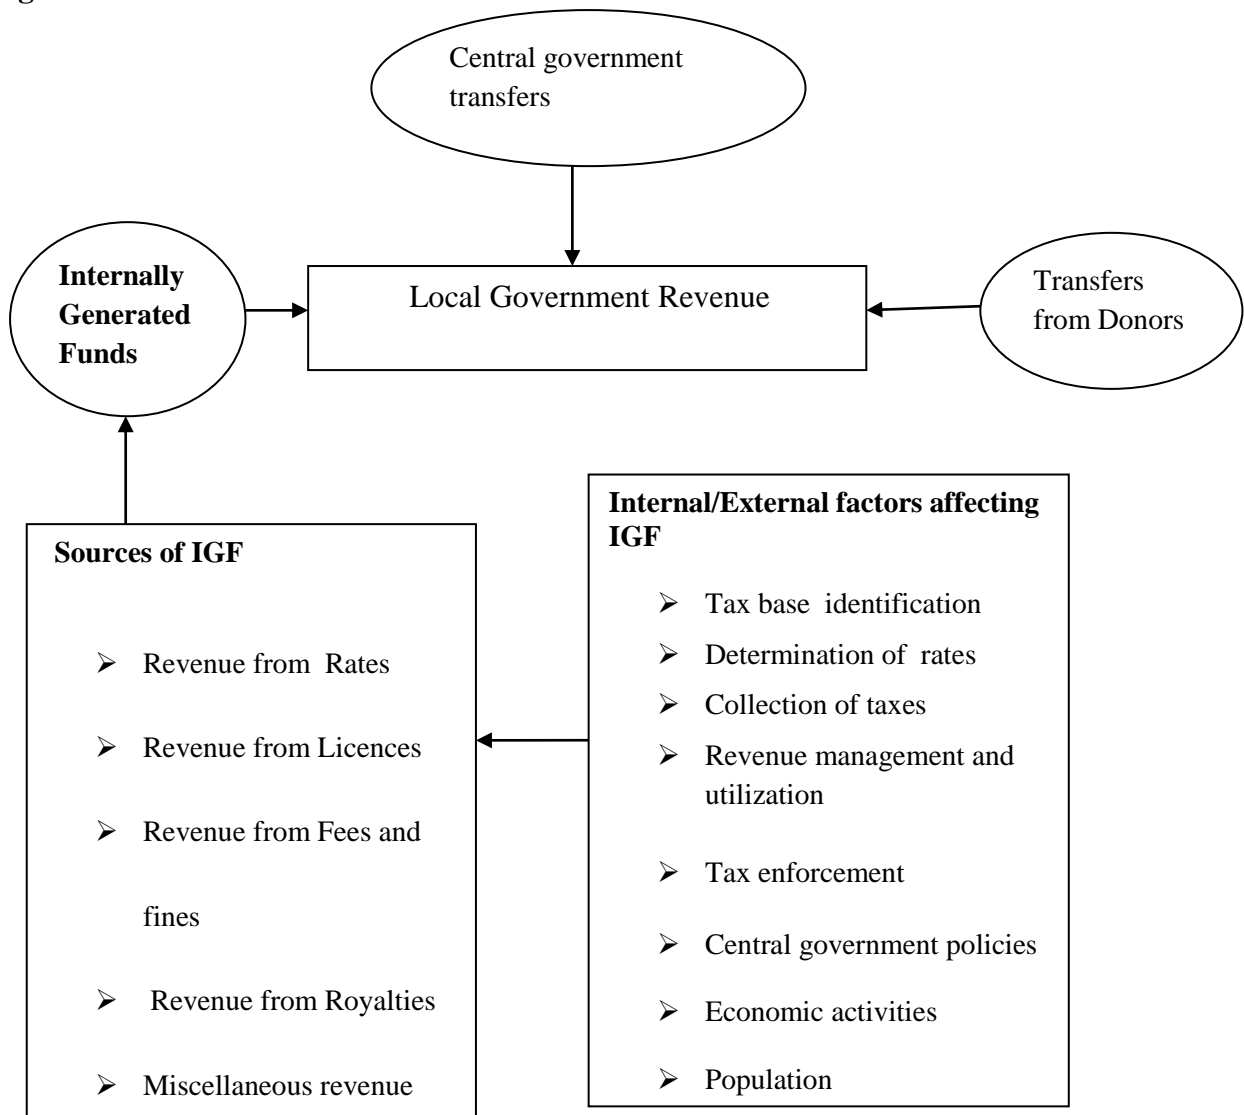 Central government
transfers
Internally
Generated
Funds
Local Government Revenue
Transfers
from Donors
Sources of IGF
➢ Revenue from  Rates
➢ Revenue from Licences
➢ Revenue from Fees and
fines
➢ Revenue from Royalties
➢ Miscellaneous revenue
Internal/External factors affecting
IGF
➢ Tax base  identification
➢ Determination of  rates
➢ Collection of taxes
➢ Revenue management and
utilization
➢ Tax enforcement
➢ Central government policies
➢ Economic activities
➢ Population